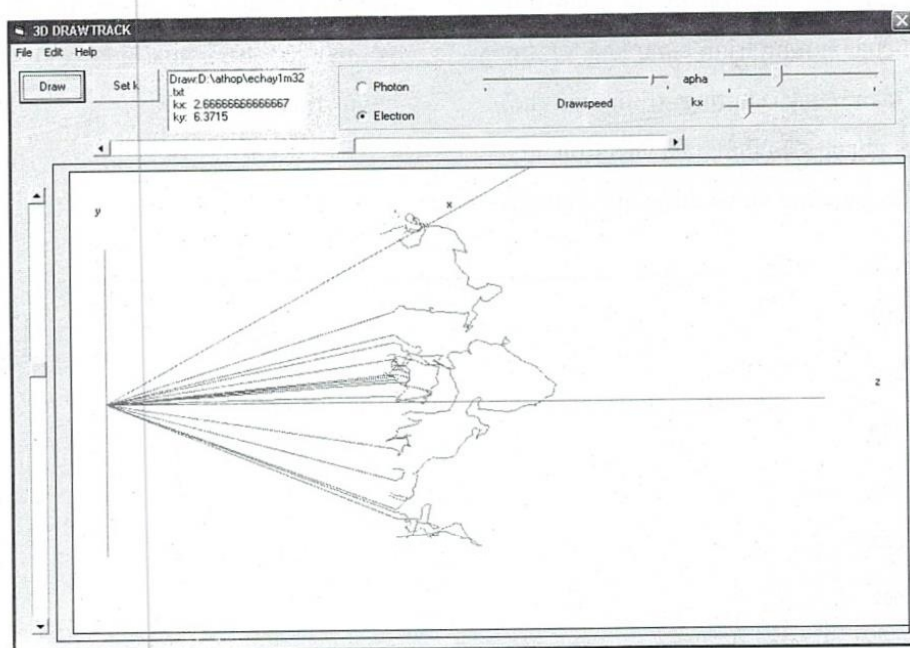 3D DRAWTRACK
File Edit Help
Draw
Set k
Draw:D:\athop\echay1m32
.txt
kx: 2.66666666666667
ky: 6.3715
Photon
Electron
Drawspeed
apha
kx
y
x
z